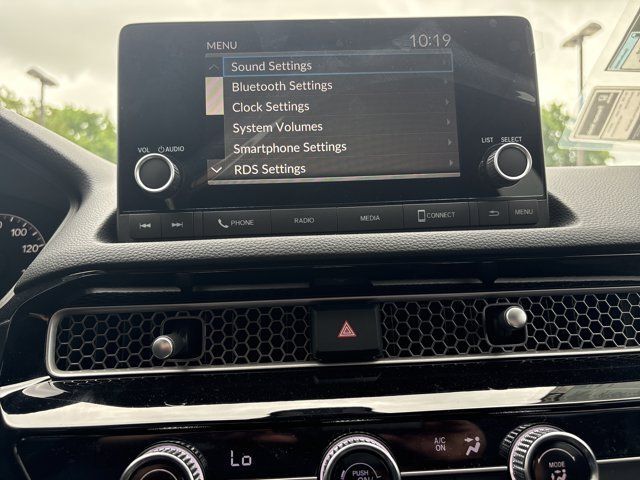 MENU 10:19
Sound Settings
Bluetooth Settings
Clock Settings
System Volumes
Smartphone Settings
RDS Settings
VOL AUDIO
LIST SELECT
PHONE RADIO MEDIA CONNECT MENU
100
120
Lo
PUSH
ON
A/C
ON
MODE